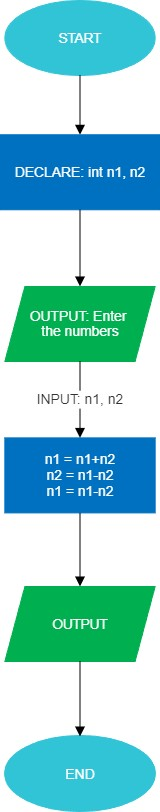 START
DECLARE: int n1, n2
OUTPUT: Enter
the numbers
INPUT: n1, n2
n1 = n1+n2
n2 = n1-n2
n1 = n1-n2
OUTPUT
END